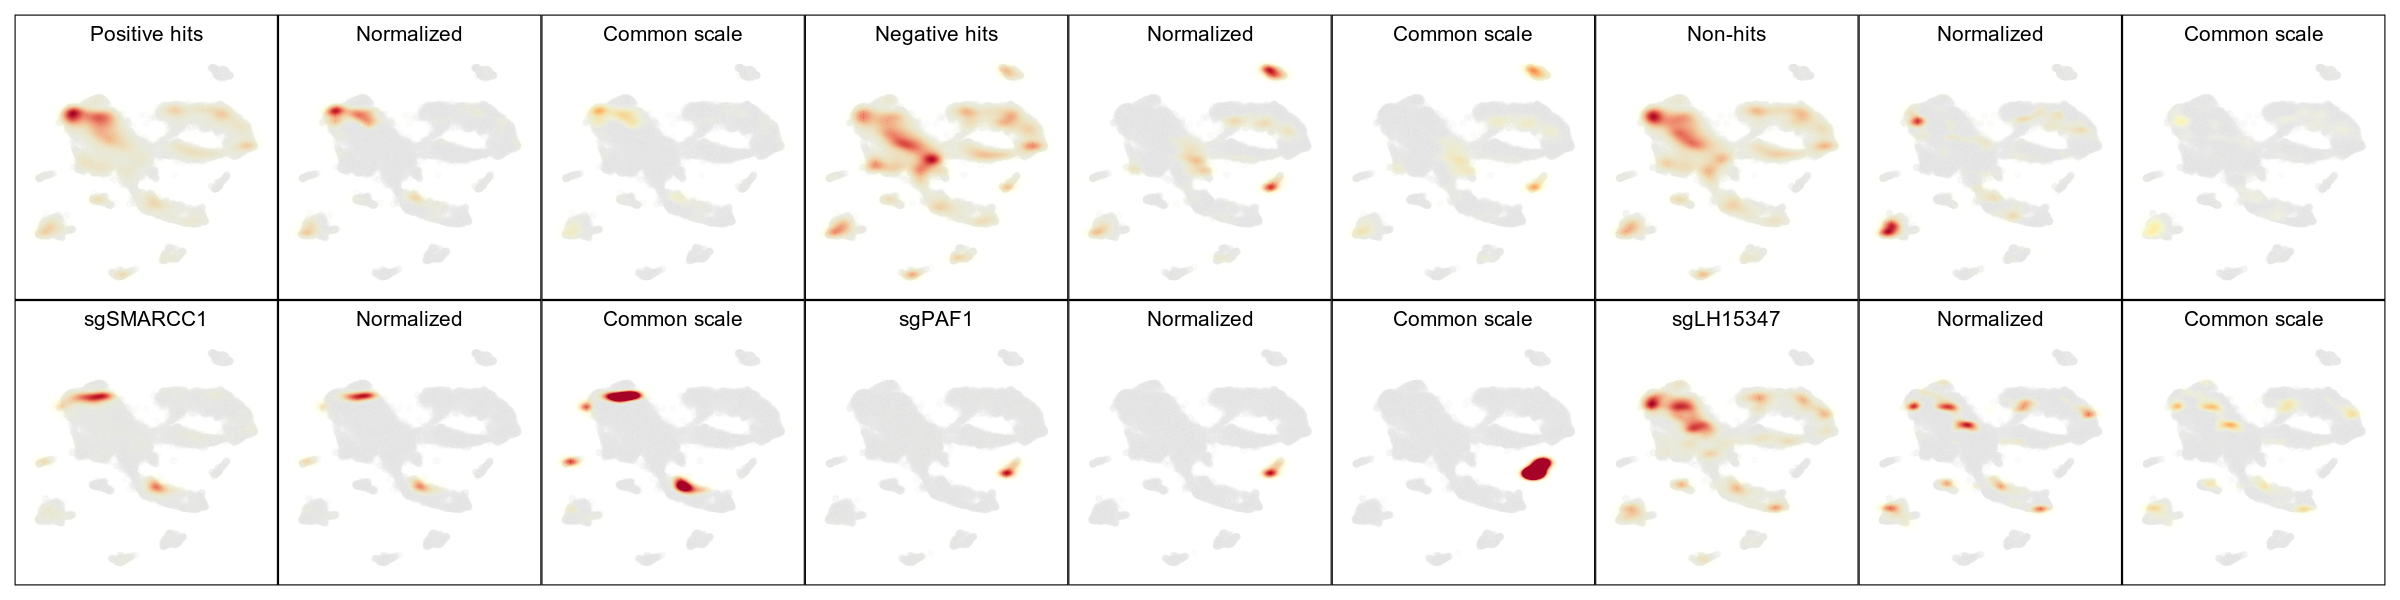 Positive hits
Normalized
Common scale
Negative hits
Normalized
Common scale
Non-hits
Normalized
Common scale
sgSMARCC1
Normalized
Common scale
sgPAF1
Normalized
Common scale
sgLH15347
Normalized
Common scale